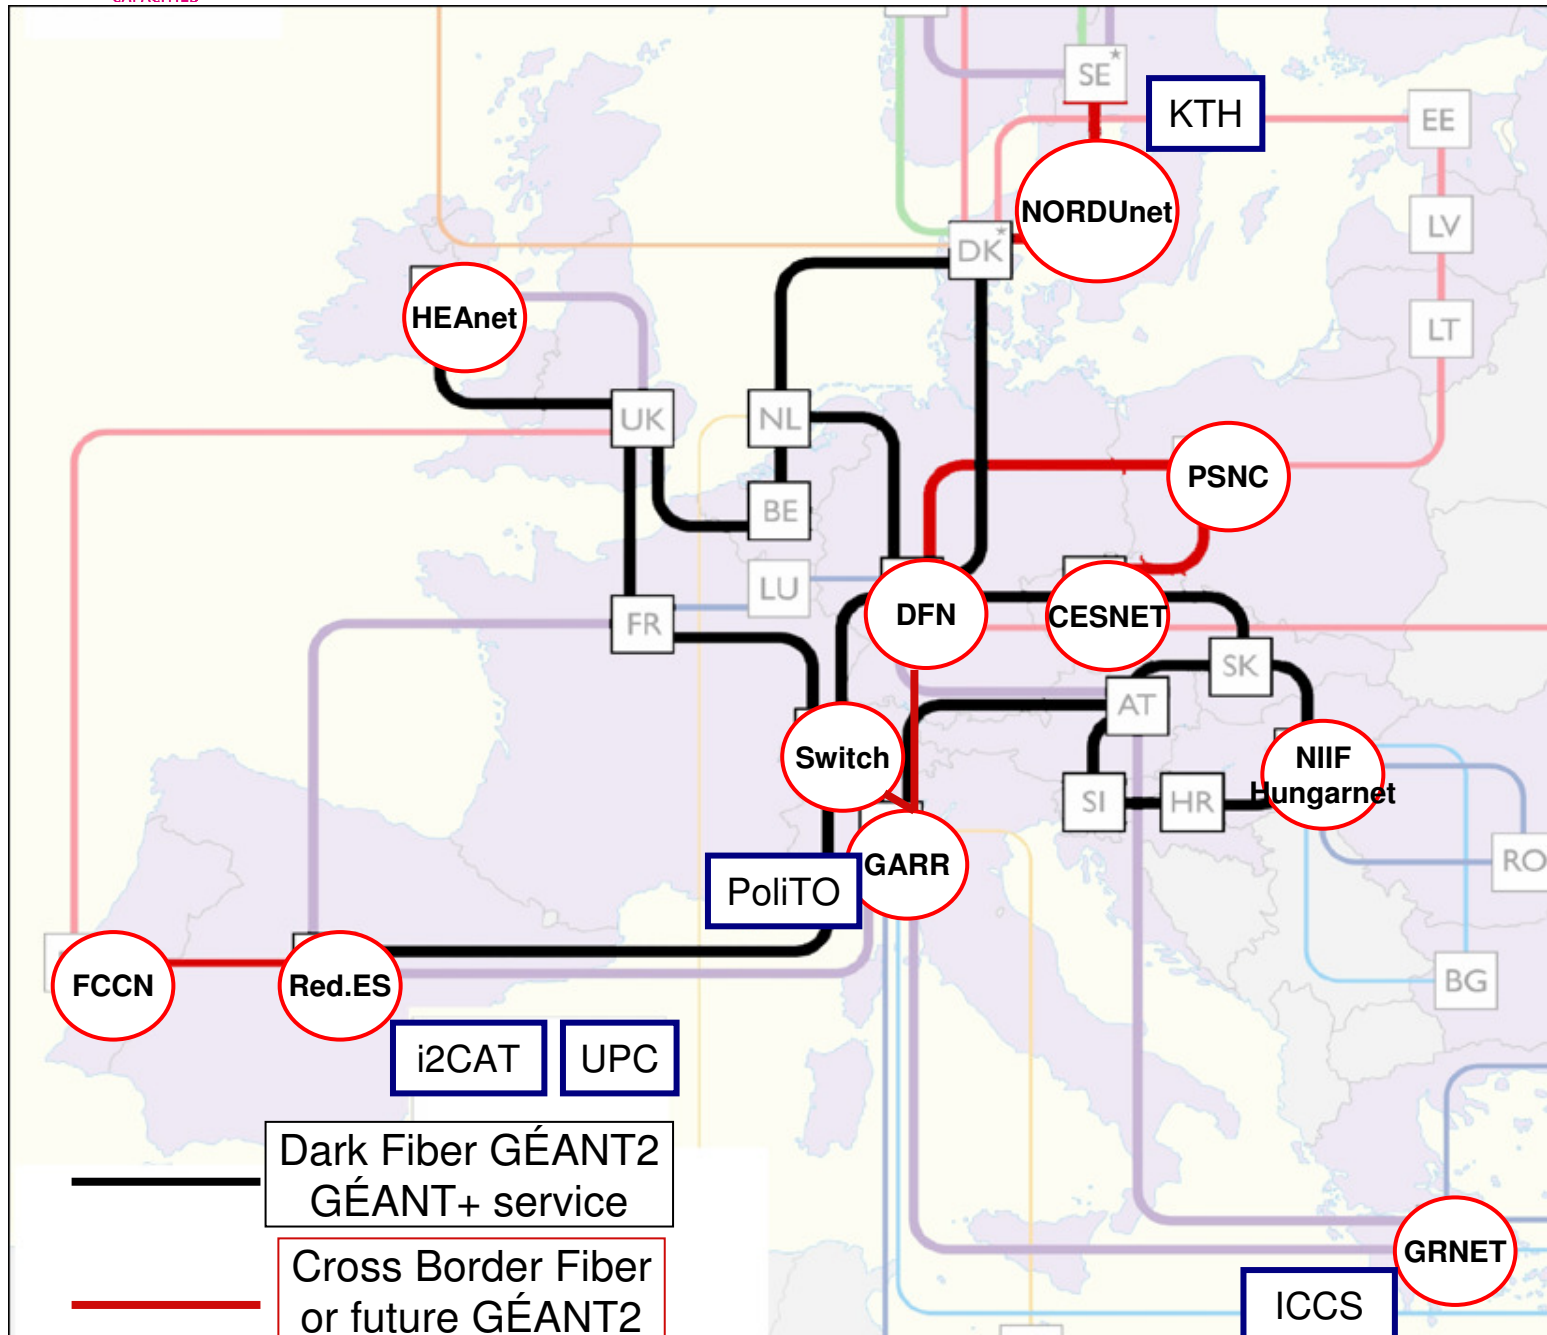 CAPACITIES
SE*
KTH
EE
NORDUnet
LV
DK*
HEAnet
LT
UK
NL
PSNC
BE
LU
DFN
CESNET
FR
SK
AT
Switch
NIIF
Hungarnet
SI
HR
GARR
RO
PoliTO
FCCN
Red.ES
BG
i2CAT
UPC
Dark Fiber GÉANT2
GÉANT+ service
GRNET
Cross Border Fiber
or future GÉANT2
ICCS